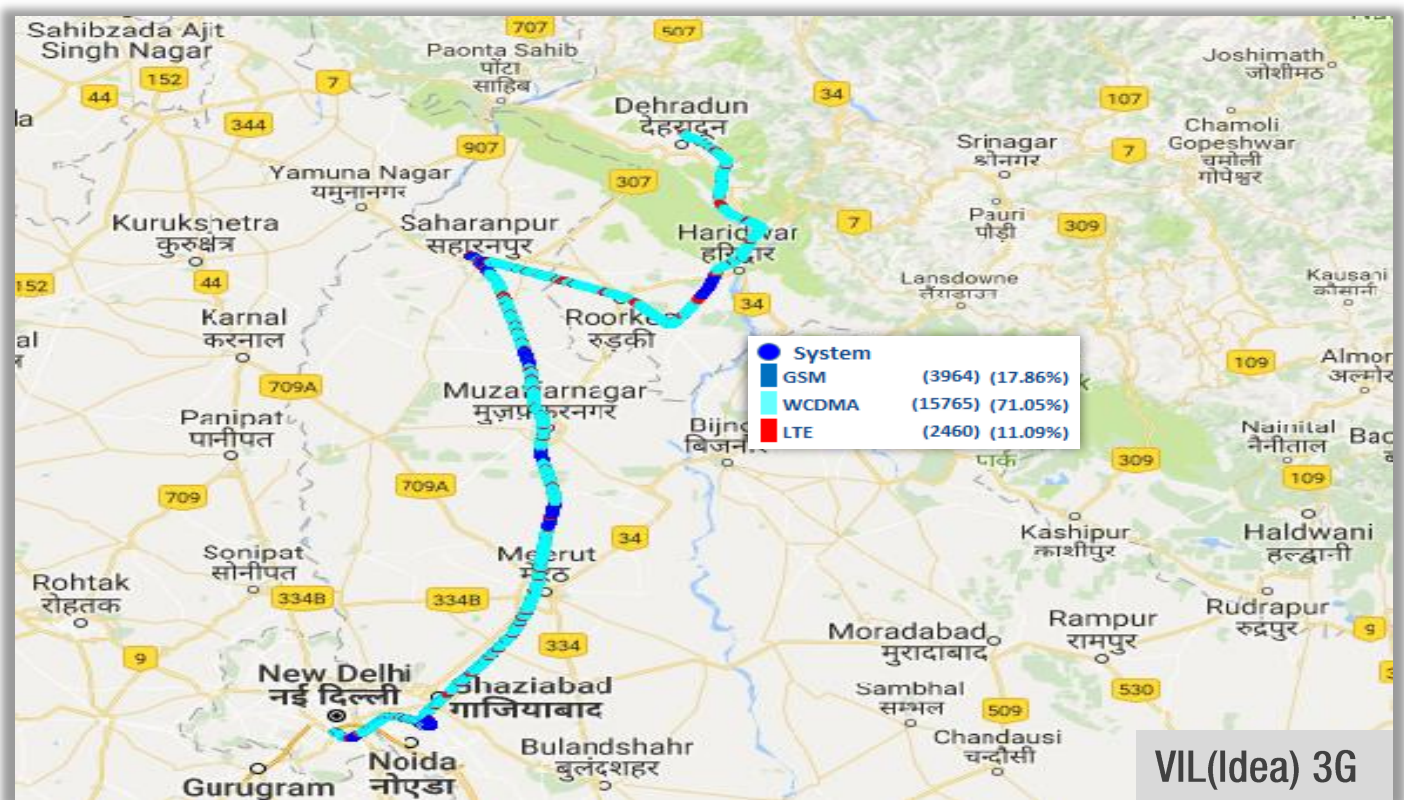 Sahibzada Ajit
Singh Nagar
707
507
Paonta Sahib
पोंटा
साहिब
Joshimath
जोशीमठ
152
7
44
344
Dehradun
देहरादून
34
107
Chamoli
Gopeshwar
चमोली
गोपेश्वर
907
Srinagar
श्रीनगर
7
Yamuna Nagar
यमुनानगर
307
Kurukshetra
कुरुक्षेत्र
Saharanpur
सहारनपुर
Haridwar
हरिद्वार
7
Pauri
पौड़ी
309
152
44
Lansdowne
लैंसडाउन
Kausani
कौसानी
Karnal
करनाल
Roorkee
रुड़की
34
System
GSM (3964) (17.86%)
WCDMA (15765) (71.05%)
LTE (2460) (11.09%)
109
709A
Muzaffarnagar
मुज़फ़्फ़रनगर
Panipat
पानीपत
पार्क
Nainital
नैनीताल
309
109
709
709A
34
Kashipur
काशीपुर
Haldwani
हल्द्वानी
Sonipat
सोनीपत
Meerut
मेरठ
Rohtak
रोहतक
334B
334B
Rudrapur
रुद्रपुर
9
9
334
Moradabad
मुरादाबाद
Rampur
रामपुर
New Delhi
नई दिल्ली
Ghaziabad
गाजियाबाद
Sambhal
सम्भल
509
530
Noida
नोएडा
Gurugram
Bulandshahr
बुलंदशहर
Chandausi
चन्दौसी
VIL(Idea) 3G